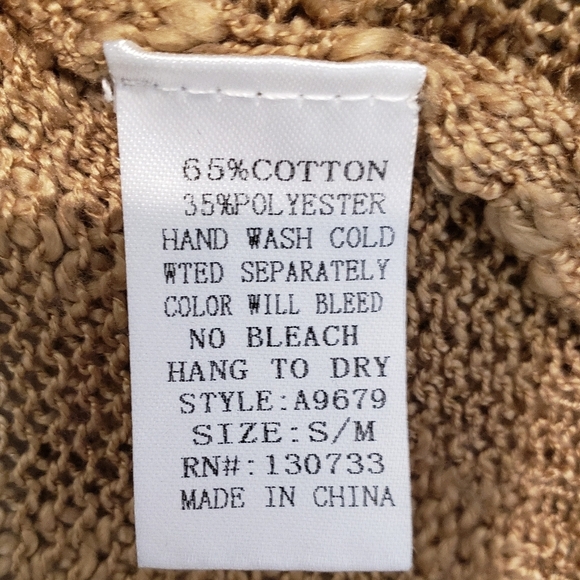 65%COTTON
35%POLYESTER
HAND WASH COLD
WTED SEPARATELY
COLOR WILL BLEED
NO BLEACH
HANG TO DRY
STYLE:A9679
SIZE:S/M
RN#:130733
MADE IN CHINA